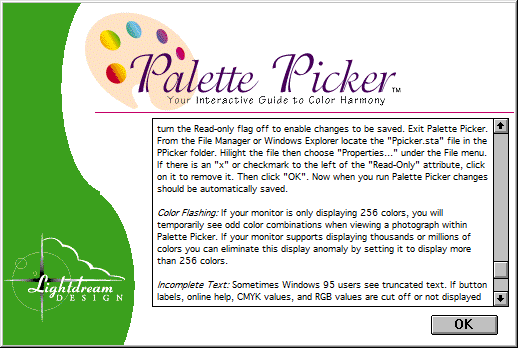 Palette Picker™
Your Interactive Guide to Color Harmony
turn the Read-only flag off to enable changes to be saved. Exit Palette Picker.
From the File Manager or Windows Explorer locate the "Ppicker.sta" file in the
PPicker folder. Hilight the file then choose "Properties..." under the File menu.
If there is an "x" or checkmark to the left of the "Read-Only" attribute, click
on it to remove it. Then click "OK". Now when you run Palette Picker changes
should be automatically saved.
Color Flashing: If your monitor is only displaying 256 colors, you will
temporarily see odd color combinations when viewing a photograph within
Palette Picker. If your monitor supports displaying thousands or millions of
colors you can eliminate this display anomaly by setting it to display more
than 256 colors.
Incomplete Text: Sometimes Windows 95 users see truncated text. If button
labels, online help, CMYK values, and RGB values are cut off or not displayed
Lightdream
DESIGN
OK